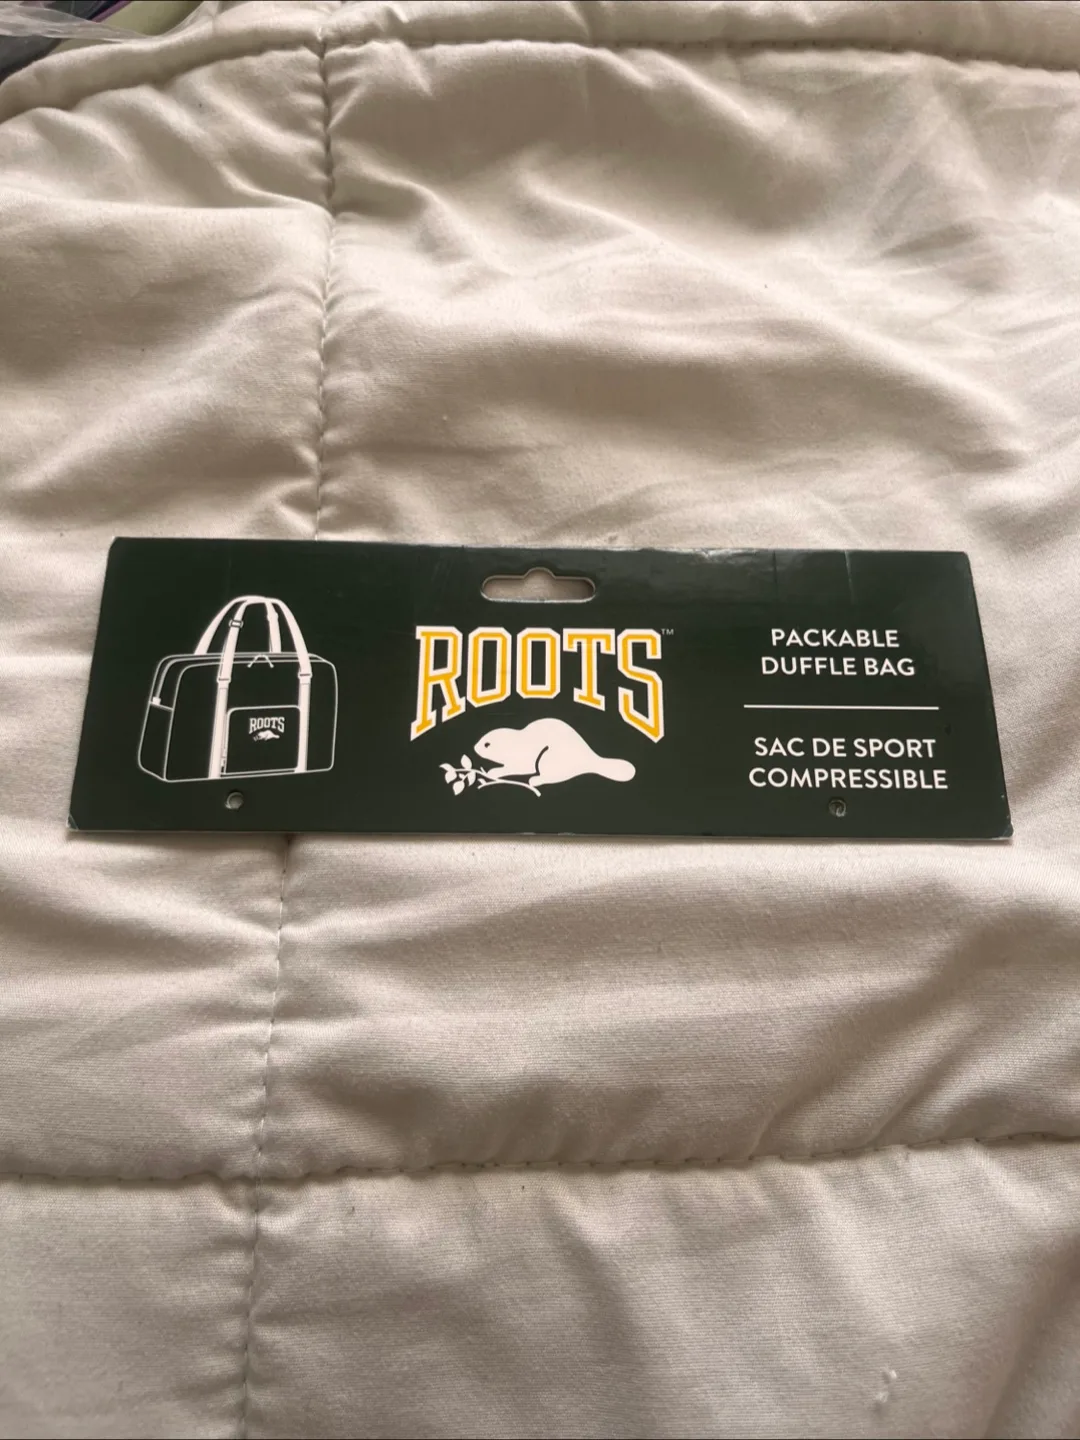 ROOTS
ROOTS™
PACKABLE
DUFFLE BAG
SAC DE SPORT
COMPRESSIBLE